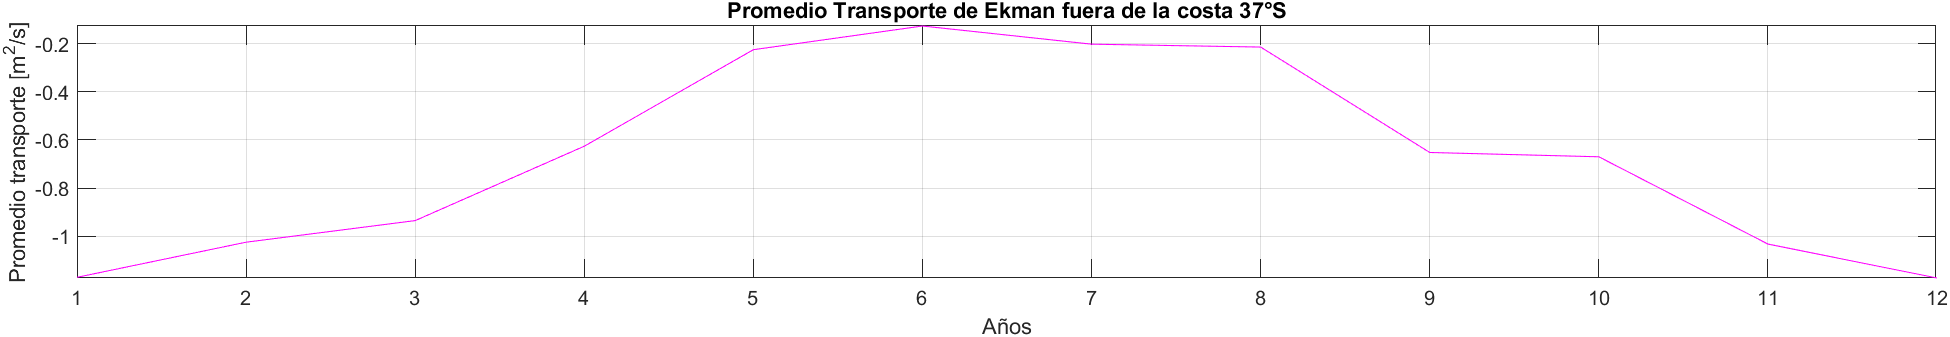 Promedio Transporte de Ekman fuera de la costa 37°S
Promedio transporte [m²/s]
-0.2
-0.4
-0.6
-0.8
-1
1 2 3 4 5 6 7 8 9 10 11 12
Años